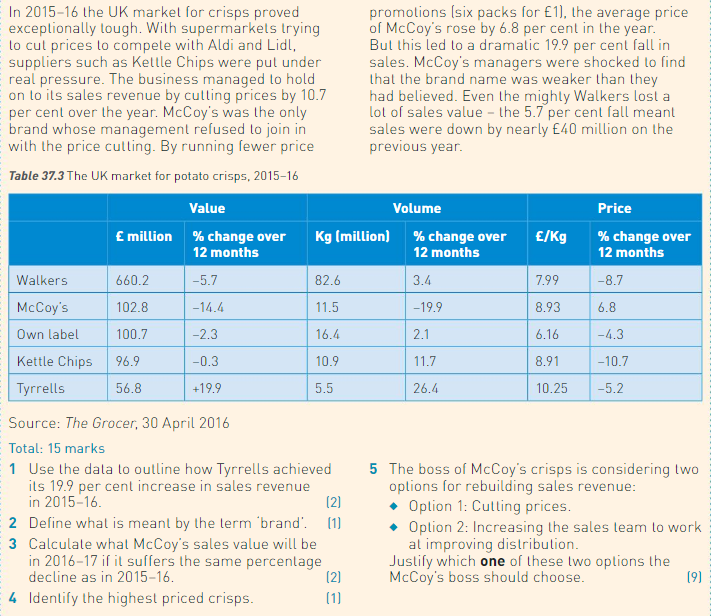 In 2015–16 the UK market for crisps proved
exceptionally tough. With supermarkets trying
to cut prices to compete with Aldi and Lidl,
suppliers such as Kettle Chips were put under
real pressure. The business managed to hold
on to its sales revenue by cutting prices by 10.7
per cent over the year. McCoy's was the only
brand whose management refused to join in
with the price cutting. By running fewer price
promotions (six packs for £1), the average price
of McCoy's rose by 6.8 per cent in the year.
But this led to a dramatic 19.9 per cent fall in
sales. McCoy's managers were shocked to find
that the brand name was weaker than they
had believed. Even the mighty Walkers lost a
lot of sales value – the 5.7 per cent fall meant
sales were down by nearly £40 million on the
previous year.
Table 37.3 The UK market for potato crisps, 2015–16
Value Volume Price
£ million % change over 12 months Kg (million) % change over 12 months £/Kg % change over 12 months
Walkers 660.2 –5.7 82.6 3.4 7.99 –8.7
McCoy's 102.8 –14.4 11.5 –19.9 8.93 6.8
Own label 100.7 –2.3 16.4 2.1 6.16 –4.3
Kettle Chips 96.9 –0.3 10.9 11.7 8.91 –10.7
Tyrrells 56.8 +19.9 5.5 26.4 10.25 –5.2
Source: The Grocer, 30 April 2016
Total: 15 marks
1 Use the data to outline how Tyrrells achieved
its 19.9 per cent increase in sales revenue
in 2015–16. (2)
2 Define what is meant by the term 'brand'. (1)
3 Calculate what McCoy's sales value will be
in 2016–17 if it suffers the same percentage
decline as in 2015–16. (2)
4 Identify the highest priced crisps. (1)
5 The boss of McCoy's crisps is considering two
options for rebuilding sales revenue:
◆ Option 1: Cutting prices.
◆ Option 2: Increasing the sales team to work
at improving distribution.
Justify which one of these two options the
McCoy's boss should choose. (9)